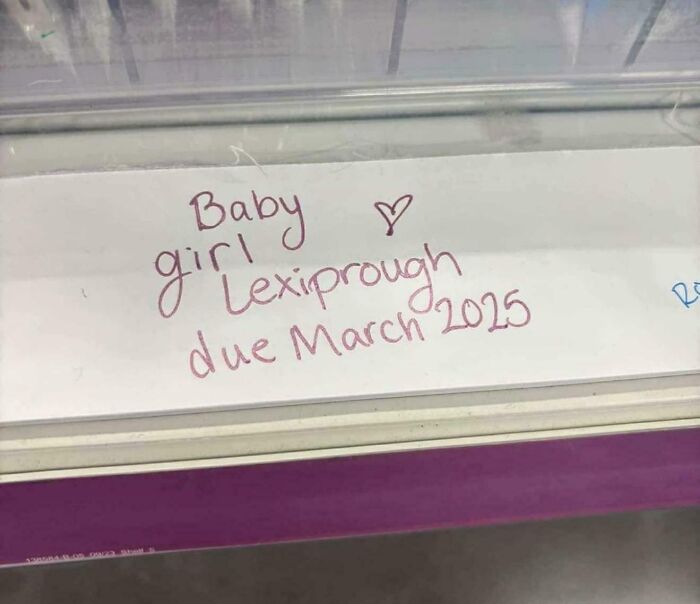 Baby ♡
girl
Lexiprough
due March 2025